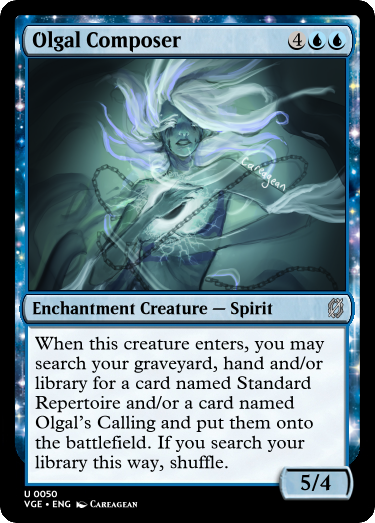 Olgal Composer 4
Careagean
Enchantment Creature — Spirit
When this creature enters, you may
search your graveyard, hand and/or
library for a card named Standard
Repertoire and/or a card named
Olgal's Calling and put them onto
the battlefield. If you search your
library this way, shuffle.
5/4
U 0050
VGE • ENG Careagean